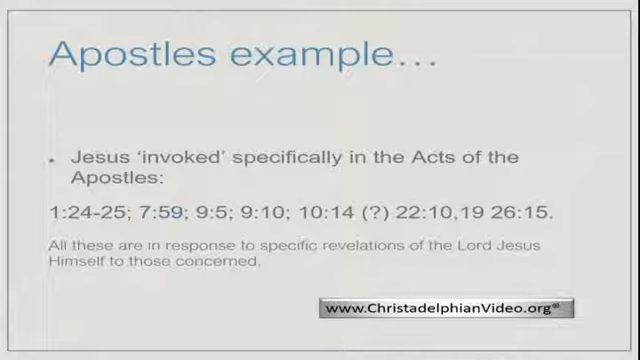 Apostles example…
• Jesus ‘invoked’ specifically in the Acts of the
Apostles:
1:24-25; 7:59; 9:5; 9:10; 10:14 (?) 22:10,19 26:15.
All these are in response to specific revelations of the Lord Jesus
Himself to those concerned.
www.ChristadelphianVideo.org®